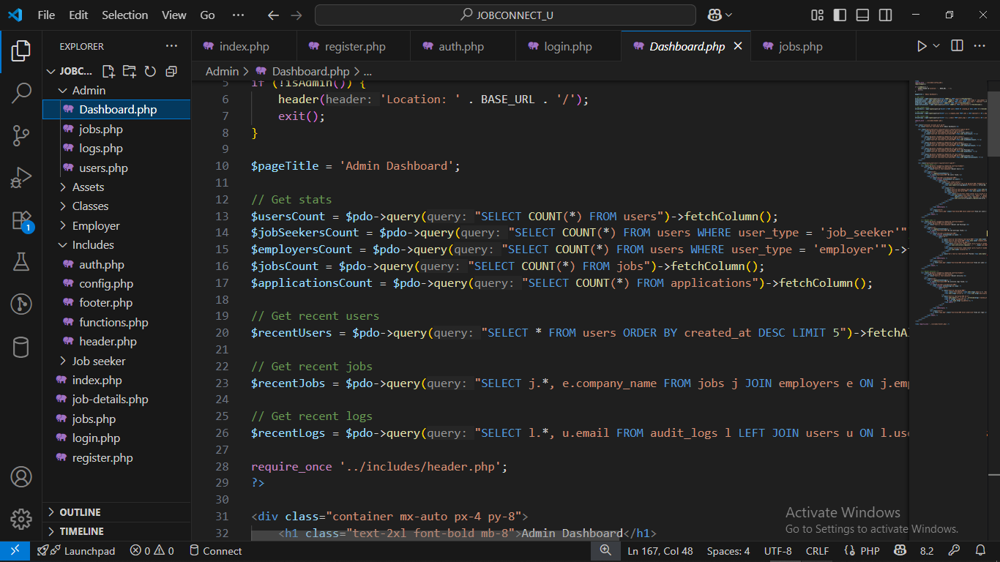 File Edit Selection View Go ··· JOBCONNECT_U
EXPLORER ···
index.php register.php auth.php login.php Dashboard.php jobs.php
JOBC...
Admin > Dashboard.php > ...
Admin
Dashboard.php
jobs.php
logs.php
users.php
Assets
Classes
Employer
Includes
auth.php
config.php
footer.php
functions.php
header.php
Job seeker
index.php
job-details.php
jobs.php
login.php
register.php
OUTLINE
TIMELINE
1
5 if (!isAdmin()) {
6 header(header: 'Location: ' . BASE_URL . '/');
7 exit();
8 }
9
10 $pageTitle = 'Admin Dashboard';
11
12 // Get stats
13 $usersCount = $pdo->query(query: "SELECT COUNT(*) FROM users")->fetchColumn();
14 $jobSeekersCount = $pdo->query(query: "SELECT COUNT(*) FROM users WHERE user_type = 'job_seeker'"
15 $employersCount = $pdo->query(query: "SELECT COUNT(*) FROM users WHERE user_type = 'employer'")->
16 $jobsCount = $pdo->query(query: "SELECT COUNT(*) FROM jobs")->fetchColumn();
17 $applicationsCount = $pdo->query(query: "SELECT COUNT(*) FROM applications")->fetchColumn();
18
19 // Get recent users
20 $recentUsers = $pdo->query(query: "SELECT * FROM users ORDER BY created_at DESC LIMIT 5")->fetchA
21
22 // Get recent jobs
23 $recentJobs = $pdo->query(query: "SELECT j.*, e.company_name FROM jobs j JOIN employers e ON j.emp
24
25 // Get recent logs
26 $recentLogs = $pdo->query(query: "SELECT l.*, u.email FROM audit_logs l LEFT JOIN users u ON l.use
27
28 require_once '../includes/header.php';
29 ?>
30
31 <div class="container mx-auto px-4 py-8">
32 <h1 class="text-2xl font-bold mb-8">Admin Dashboard</h1>
Activate Windows
Go to Settings to activate Windows.
Launchpad 0 0 Connect Ln 167, Col 48 Spaces: 4 UTF-8 CRLF PHP 8.2